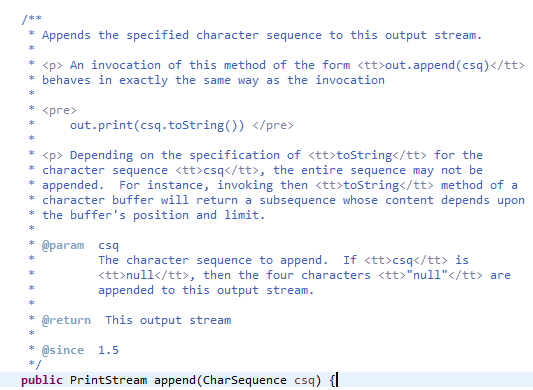 /**
 * Appends the specified character sequence to this output stream.
 *
 * <p> An invocation of this method of the form <tt>out.append(csq)</tt>
 * behaves in exactly the same way as the invocation
 *
 * <pre>
 *     out.print(csq.toString()) </pre>
 *
 * <p> Depending on the specification of <tt>toString</tt> for the
 * character sequence <tt>csq</tt>, the entire sequence may not be
 * appended.  For instance, invoking then <tt>toString</tt> method of a
 * character buffer will return a subsequence whose content depends upon
 * the buffer's position and limit.
 *
 * @param  csq
 *         The character sequence to append.  If <tt>csq</tt> is
 *         <tt>null</tt>, then the four characters <tt>"null"</tt> are
 *         appended to this output stream.
 *
 * @return  This output stream
 *
 * @since  1.5
 */
public PrintStream append(CharSequence csq) {